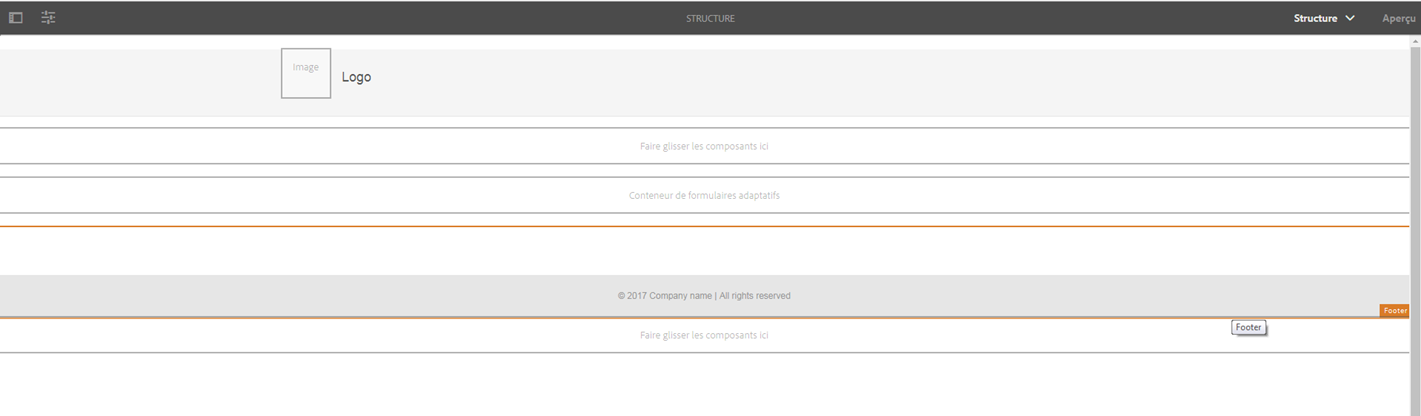 STRUCTURE
Structure
Aperçu
Image
Logo
Faire glisser les composants ici
Conteneur de formulaires adaptatifs
© 2017 Company name | All rights reserved
Footer
Footer
Faire glisser les composants ici